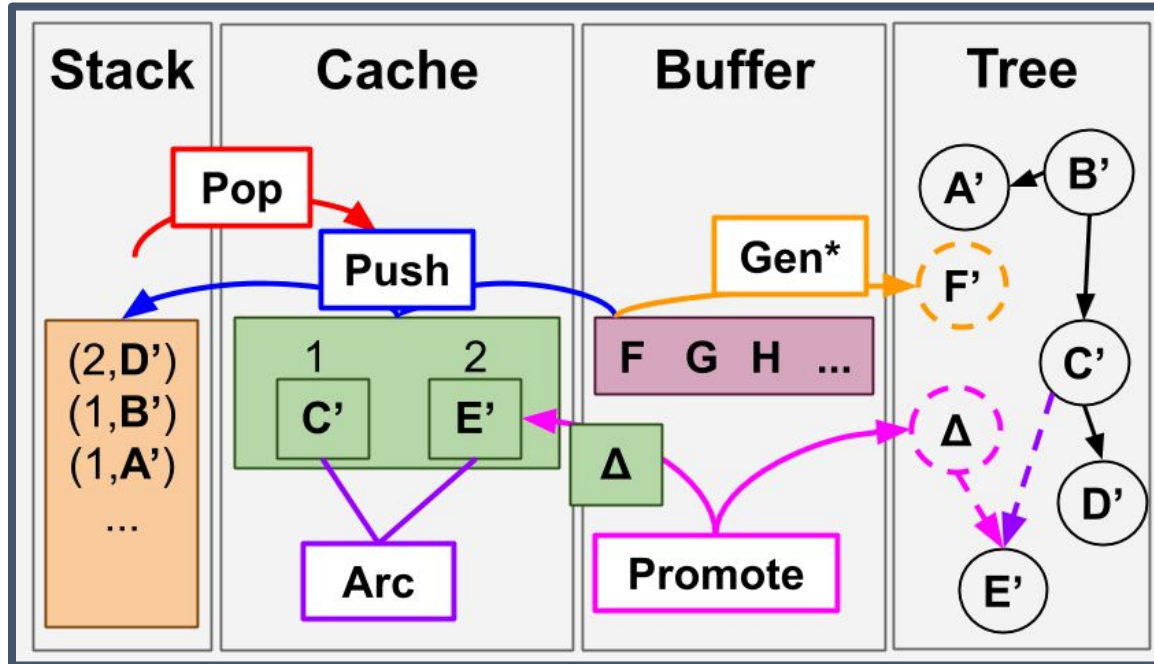 Stack
Cache
Buffer
Tree
Pop
Push
Gen*
(2,D’)
(1,B’)
(1,A’)
...
1
2
C’
E’
Δ
Arc
F G H ...
Promote
A’
B’
F’
C’
Δ
D’
E’